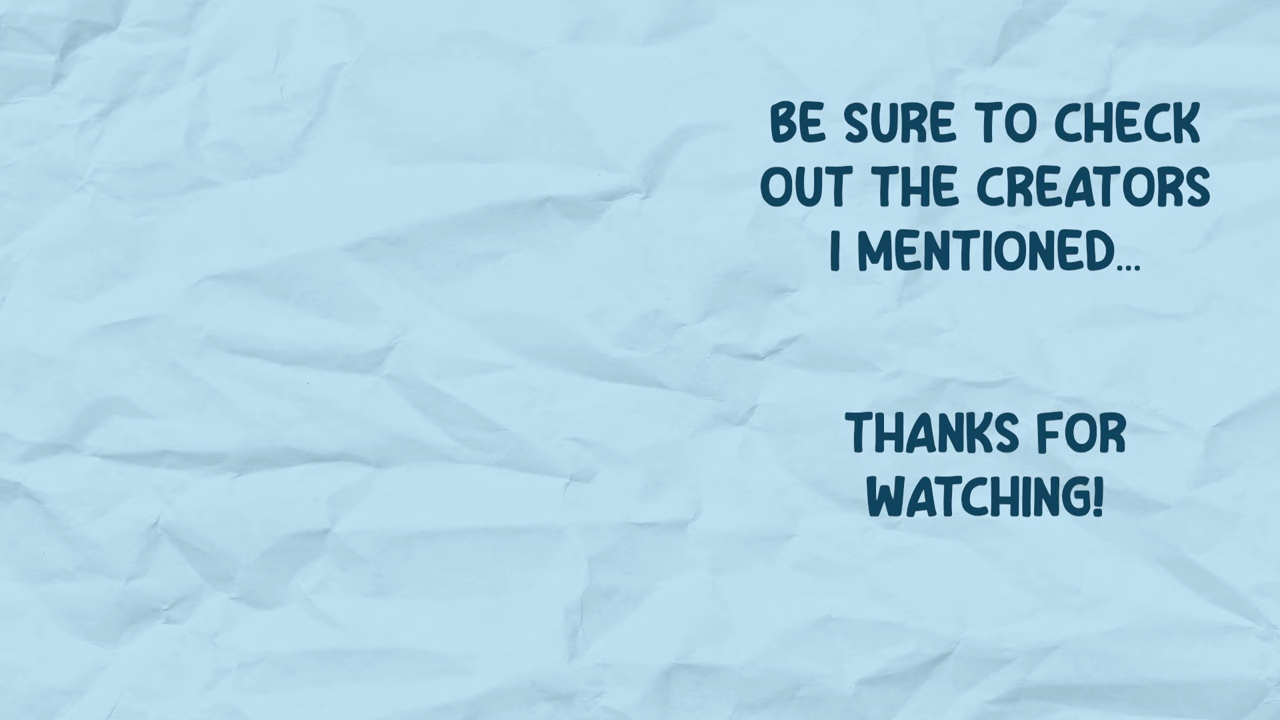 BE SURE TO CHECK
OUT THE CREATORS
I MENTIONED...
THANKS FOR
WATCHING!